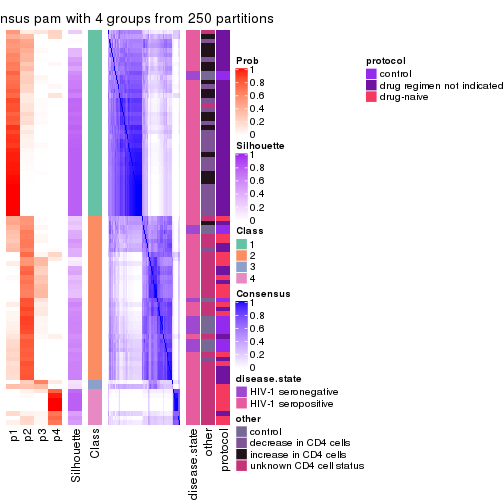 nsus pam with 4 groups from 250 partitions
Prob
1
0.8
0.6
0.4
0.2
0
Silhouette
1
0.8
0.6
0.4
0.2
0
Class
1
2
3
4
Consensus
1
0.8
0.6
0.4
0.2
0
disease.state
HIV-1 seronegative
HIV-1 seropositive
other
control
decrease in CD4 cells
increase in CD4 cells
unknown CD4 cell status
protocol
control
drug regimen not indicated
drug-naive
p1
p2
p3
p4
Silhouette
Class
disease.state
other
protocol